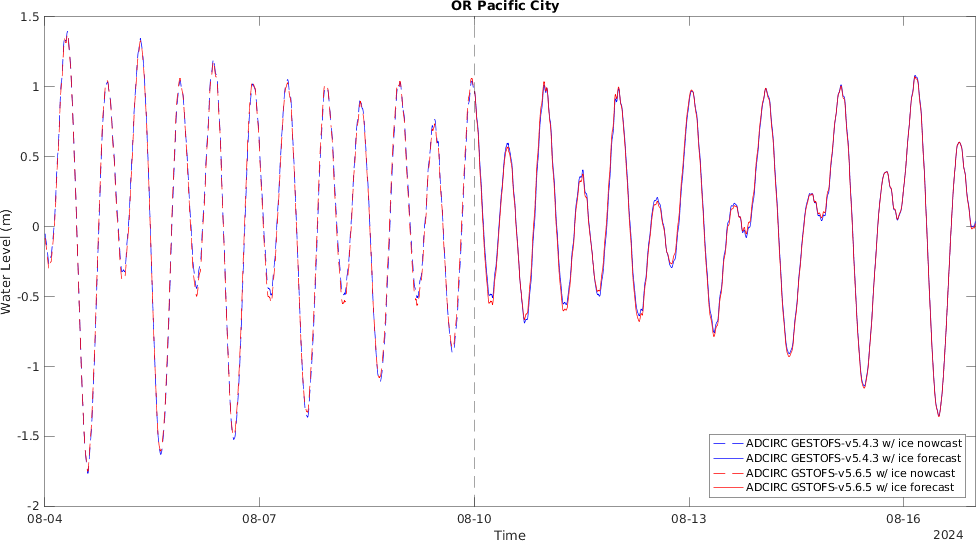 OR Pacific City
1.5
1
0.5
0
-0.5
-1
-1.5
-2
Water Level (m)
ADCIRC GESTOFS-v5.4.3 w/ ice nowcast
ADCIRC GESTOFS-v5.4.3 w/ ice forecast
ADCIRC GSTOFS-v5.6.5 w/ ice nowcast
ADCIRC GSTOFS-v5.6.5 w/ ice forecast
08-04
08-07
08-10
08-13
08-16
Time
2024